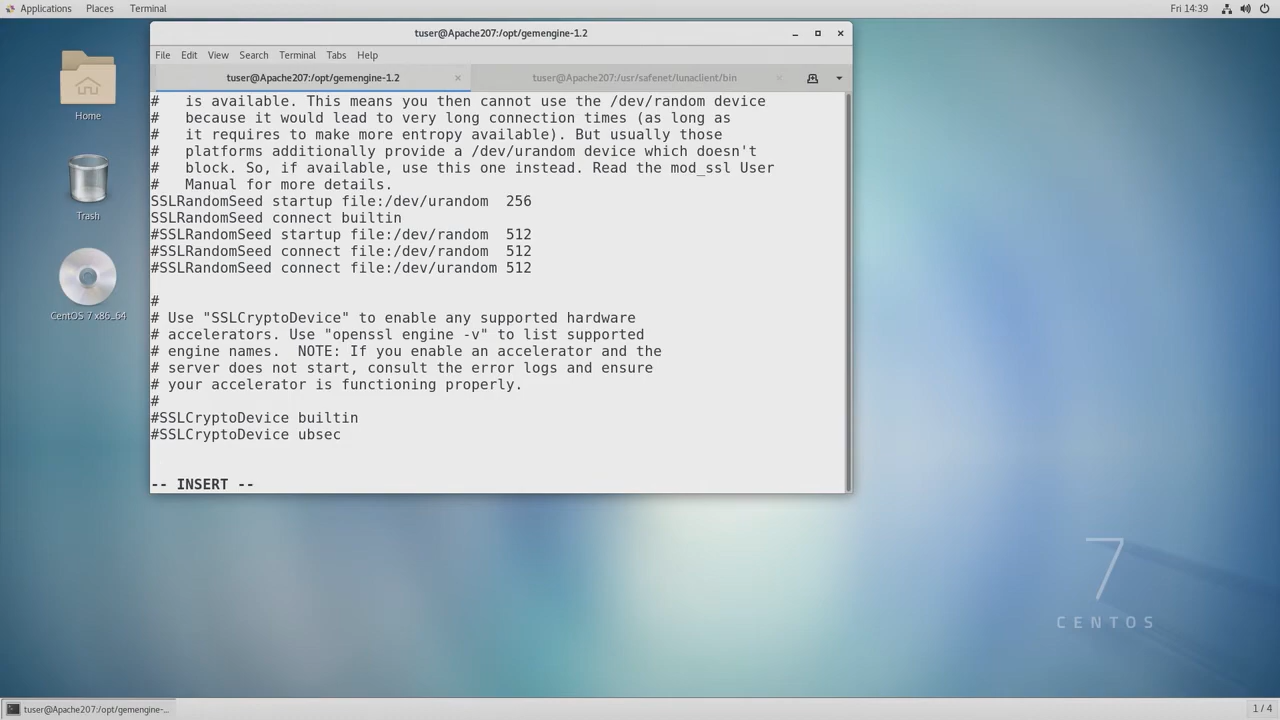 Applications Places Terminal Fri 14:39
tuser@Apache207:/opt/gemengine-1.2
File Edit View Search Terminal Tabs Help
tuser@Apache207:/opt/gemengine-1.2 tuser@Apache207:/usr/safenet/lunaclient/bin
Home
Trash
CentOS 7 x86_64
#   is available. This means you then cannot use the /dev/random device
#   because it would lead to very long connection times (as long as
#   it requires to make more entropy available). But usually those
#   platforms additionally provide a /dev/urandom device which doesn't
#   block. So, if available, use this one instead. Read the mod_ssl User
#   Manual for more details.
SSLRandomSeed startup file:/dev/urandom  256
SSLRandomSeed connect builtin
#SSLRandomSeed startup file:/dev/random  512
#SSLRandomSeed connect file:/dev/random  512
#SSLRandomSeed connect file:/dev/urandom 512
#
# Use "SSLCryptoDevice" to enable any supported hardware
# accelerators. Use "openssl engine -v" to list supported
# engine names.  NOTE: If you enable an accelerator and the
# server does not start, consult the error logs and ensure
# your accelerator is functioning properly.
#
#SSLCryptoDevice builtin
#SSLCryptoDevice ubsec
-- INSERT --
7
CENTOS
tuser@Apache207:/opt/gemengine-... 1 / 4